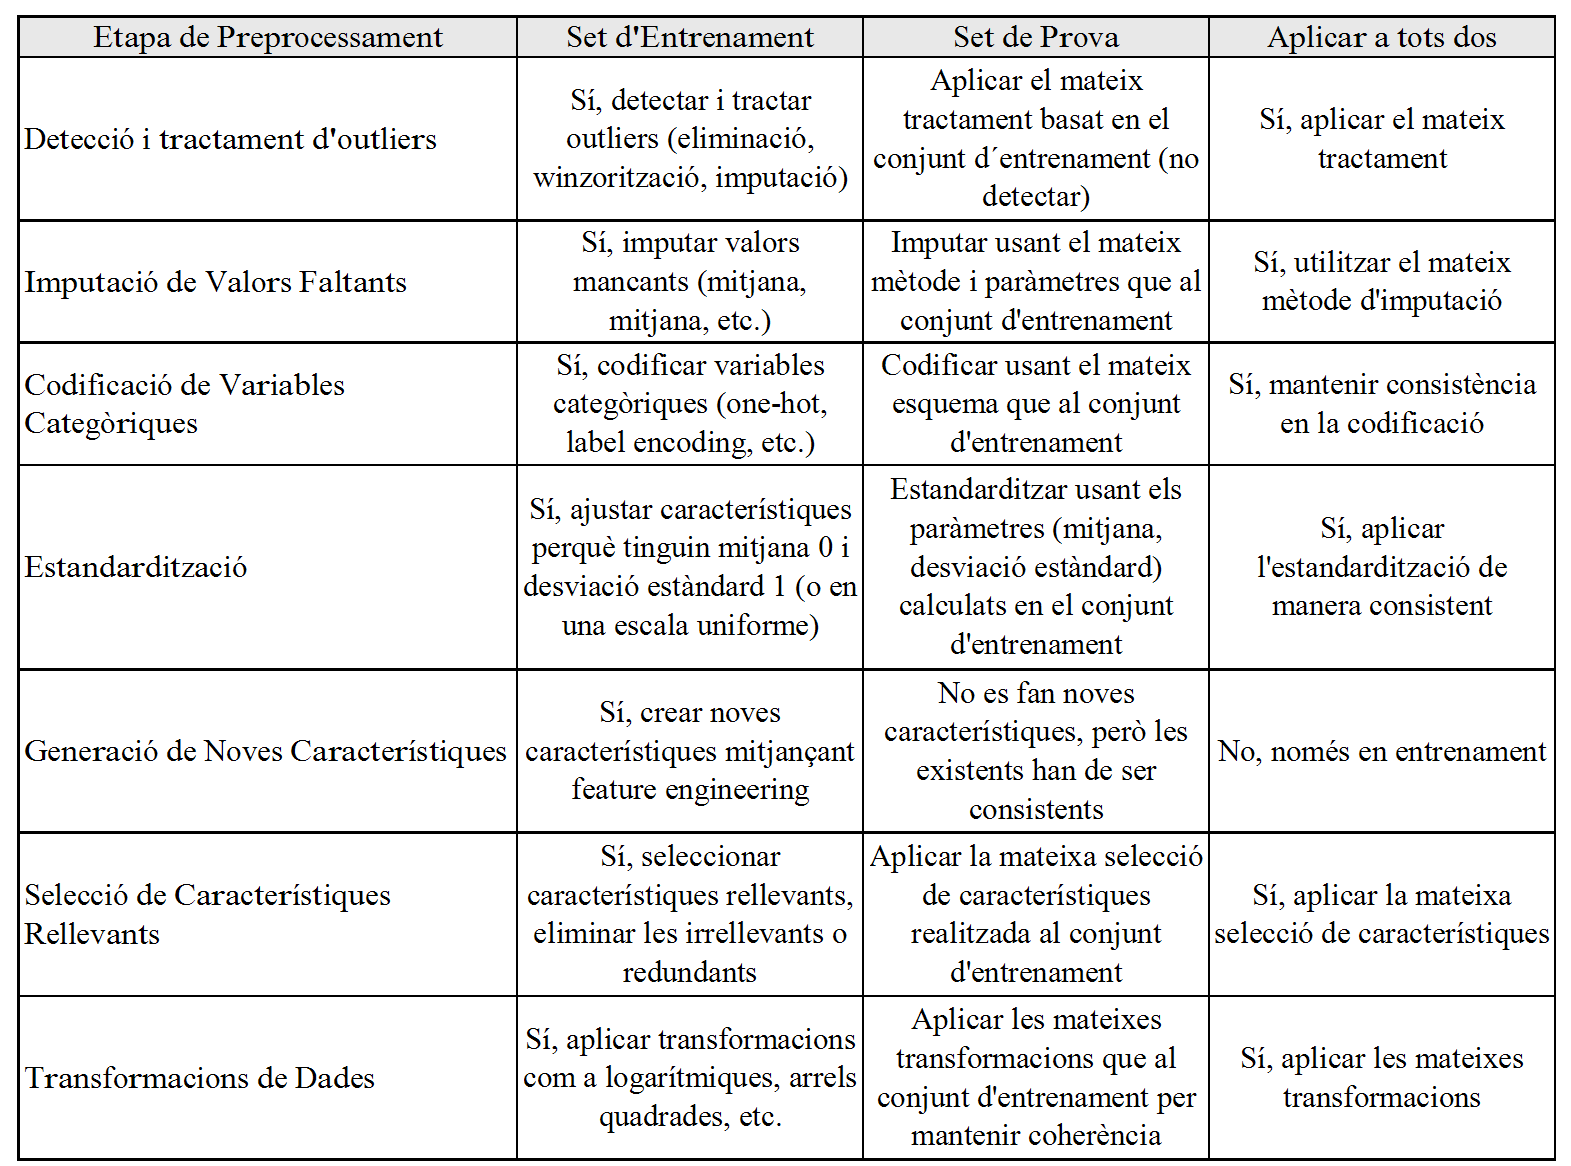 Etapa de Preprocessament
Set d'Entrenament
Set de Prova
Aplicar a tots dos
Detecció i tractament d'outliers
Sí, detectar i tractar
outliers (eliminació,
winzorització, imputació)
Aplicar el mateix
tractament basat en el
conjunt d´entrenament (no
detectar)
Sí, aplicar el mateix
tractament
Imputació de Valors Faltants
Sí, imputar valors
mancants (mitjana,
mitjana, etc.)
Imputar usant el mateix
mètode i paràmetres que al
conjunt d'entrenament
Sí, utilitzar el mateix
mètode d'imputació
Codificació de Variables
Categòriques
Sí, codificar variables
categòriques (one-hot,
label encoding, etc.)
Codificar usant el mateix
esquema que al conjunt
d'entrenament
Sí, mantenir consistència
en la codificació
Estandardització
Sí, ajustar característiques
perquè tinguin mitjana 0 i
desviació estàndard 1 (o en
una escala uniforme)
Estandarditzar usant els
paràmetres (mitjana,
desviació estàndard)
calculats en el conjunt
d'entrenament
Sí, aplicar
l'estandardització de
manera consistent
Generació de Noves Característiques
Sí, crear noves
característiques mitjançant
feature engineering
No es fan noves
característiques, però les
existents han de ser
consistents
No, només en entrenament
Selecció de Característiques
Rellevants
Sí, seleccionar
característiques rellevants,
eliminar les irrellevants o
redundants
Aplicar la mateixa selecció
de característiques
realitzada al conjunt
d'entrenament
Sí, aplicar la mateixa
selecció de característiques
Transformacions de Dades
Sí, aplicar transformacions
com a logarítmiques, arrels
quadrades, etc.
Aplicar les mateixes
transformacions que al
conjunt d'entrenament per
mantenir coherència
Sí, aplicar les mateixes
transformacions